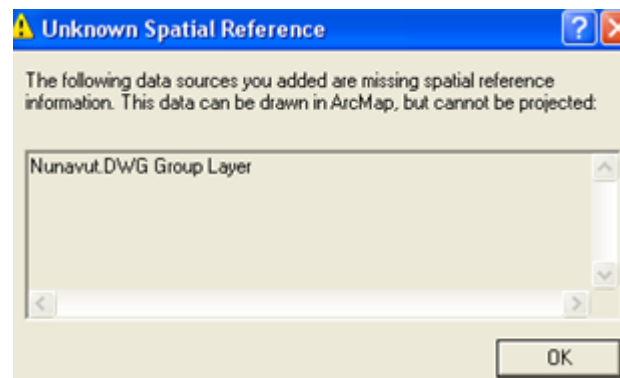 Unknown Spatial Reference
The following data sources you added are missing spatial reference
information. This data can be drawn in ArcMap, but cannot be projected:
Nunavut.DWG Group Layer
OK